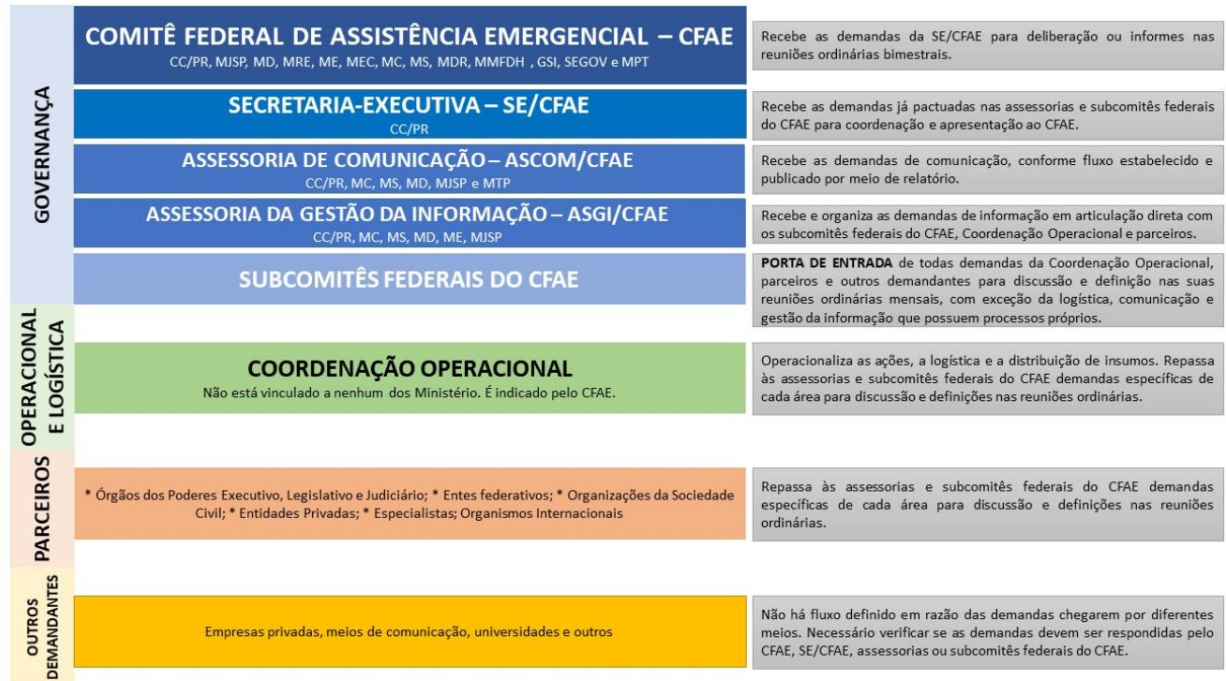 GOVERNANÇA
COMITÊ FEDERAL DE ASSISTÊNCIA EMERGENCIAL – CFAE
CC/PR, MJSP, MD, MRE, ME, MEC, MC, MS, MDR, MMFDH , GSI, SEGOV e MPT
Recebe as demandas da SE/CFAE para deliberação ou informes nas
reuniões ordinárias bimestrais.
SECRETARIA-EXECUTIVA – SE/CFAE
CC/PR
Recebe as demandas já pactuadas nas assessorias e subcomitês federais
do CFAE para coordenação e apresentação ao CFAE.
ASSESSORIA DE COMUNICAÇÃO – ASCOM/CFAE
CC/PR, MC, MS, MD, MJSP e MTP
Recebe as demandas de comunicação, conforme fluxo estabelecido e
publicado por meio de relatório.
ASSESSORIA DA GESTÃO DA INFORMAÇÃO – ASGI/CFAE
CC/PR, MC, MS, MD, ME, MJSP
Recebe e organiza as demandas de informação em articulação direta com
os subcomitês federais do CFAE, Coordenação Operacional e parceiros.
SUBCOMITÊS FEDERAIS DO CFAE
PORTA DE ENTRADA de todas demandas da Coordenação Operacional,
parceiros e outros demandantes para discussão e definição nas suas
reuniões ordinárias mensais, com exceção da logística, comunicação e
gestão da informação que possuem processos próprios.
OPERACIONAL
E LOGÍSTICA
COORDENAÇÃO OPERACIONAL
Não está vinculado a nenhum dos Ministério. É indicado pelo CFAE.
Operacionaliza as ações, a logística e a distribuição de insumos. Repassa
às assessorias e subcomitês federais do CFAE demandas específicas de
cada área para discussão e definições nas reuniões ordinárias.
PARCEIROS
* Órgãos dos Poderes Executivo, Legislativo e Judiciário; * Entes federativos; * Organizações da Sociedade
Civil; * Entidades Privadas; * Especialistas; Organismos Internacionais
Repassa às assessorias e subcomitês federais do CFAE demandas
específicas de cada área para discussão e definições nas reuniões
ordinárias.
OUTROS
DEMANDANTES
Empresas privadas, meios de comunicação, universidades e outros
Não há fluxo definido em razão das demandas chegarem por diferentes
meios. Necessário verificar se as demandas devem ser respondidas pelo
CFAE, SE/CFAE, assessorias ou subcomitês federais do CFAE.